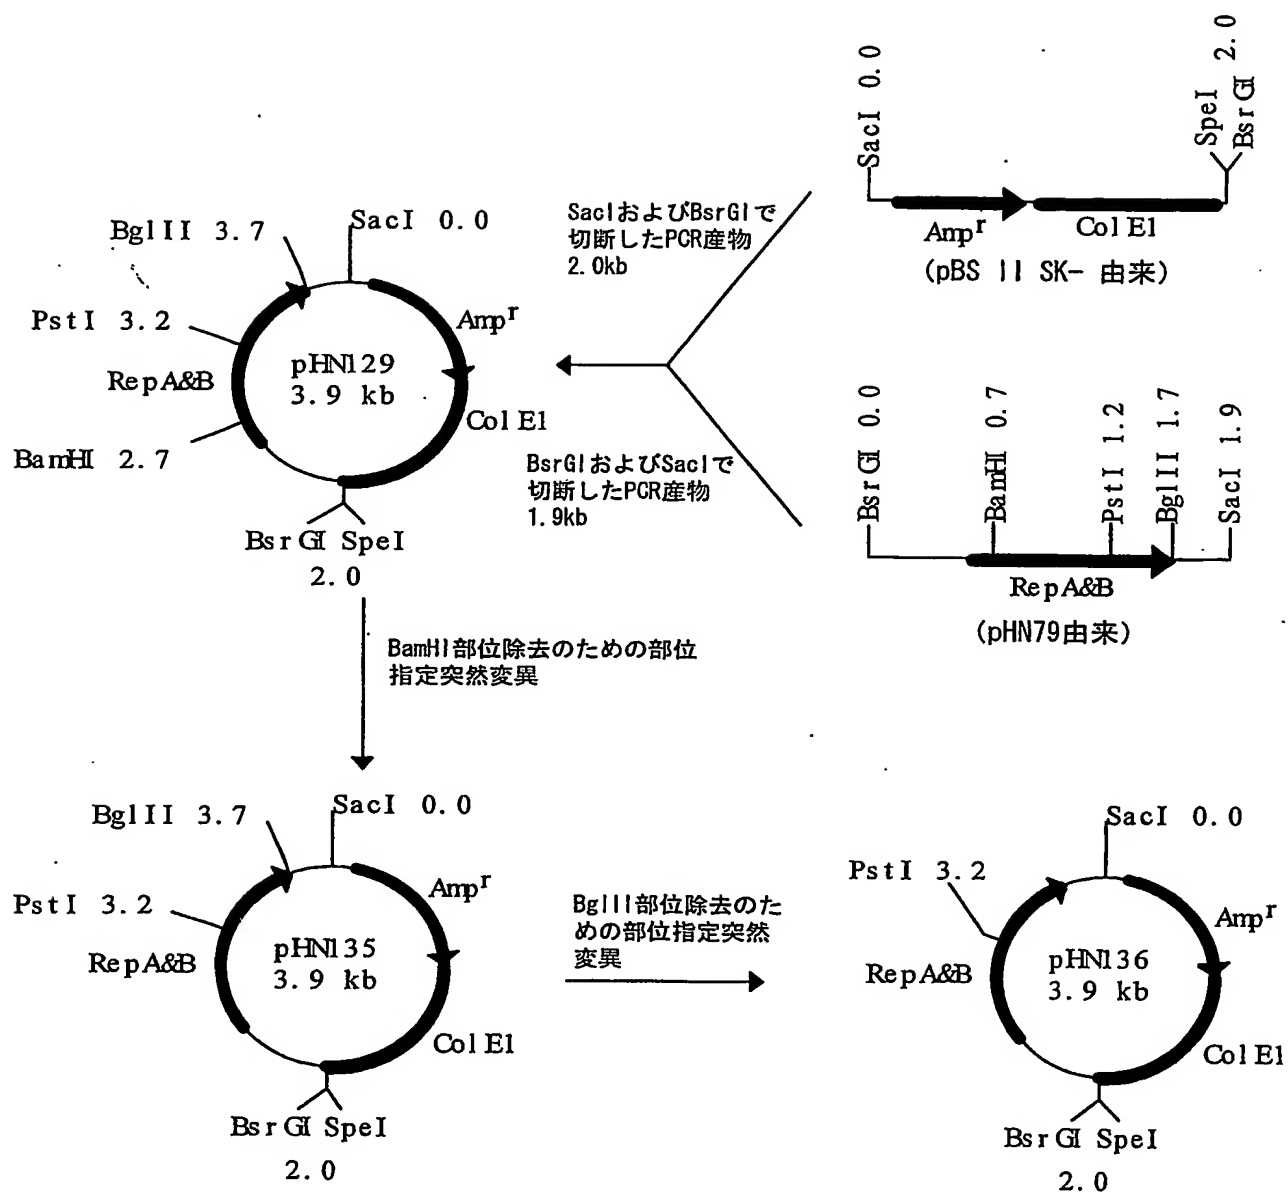 SacI 0.0
SpeI
BsrGI 2.0
Ampʳ
ColE1
(pBS II SK- 由来)
SacIおよびBsrGIで
切断したPCR産物
2.0kb
BglII 3.7
SacI 0.0
PstI 3.2
RepA&B
BamHI 2.7
pHN129
3.9 kb
Ampʳ
ColE1
BsrGI SpeI
2.0
BsrGIおよびSacIで
切断したPCR産物
1.9kb
BsrGI 0.0
BamHI 0.7
PstI 1.2
BglII 1.7
SacI 1.9
RepA&B
(pHN79由来)
BamHI部位除去のための部位
指定突然変異
BglII 3.7
SacI 0.0
PstI 3.2
RepA&B
pHN135
3.9 kb
Ampʳ
ColE1
BsrGI SpeI
2.0
BglII部位除去のた
めの部位指定突然
変異
SacI 0.0
PstI 3.2
RepA&B
pHN136
3.9 kb
Ampʳ
ColE1
BsrGI SpeI
2.0